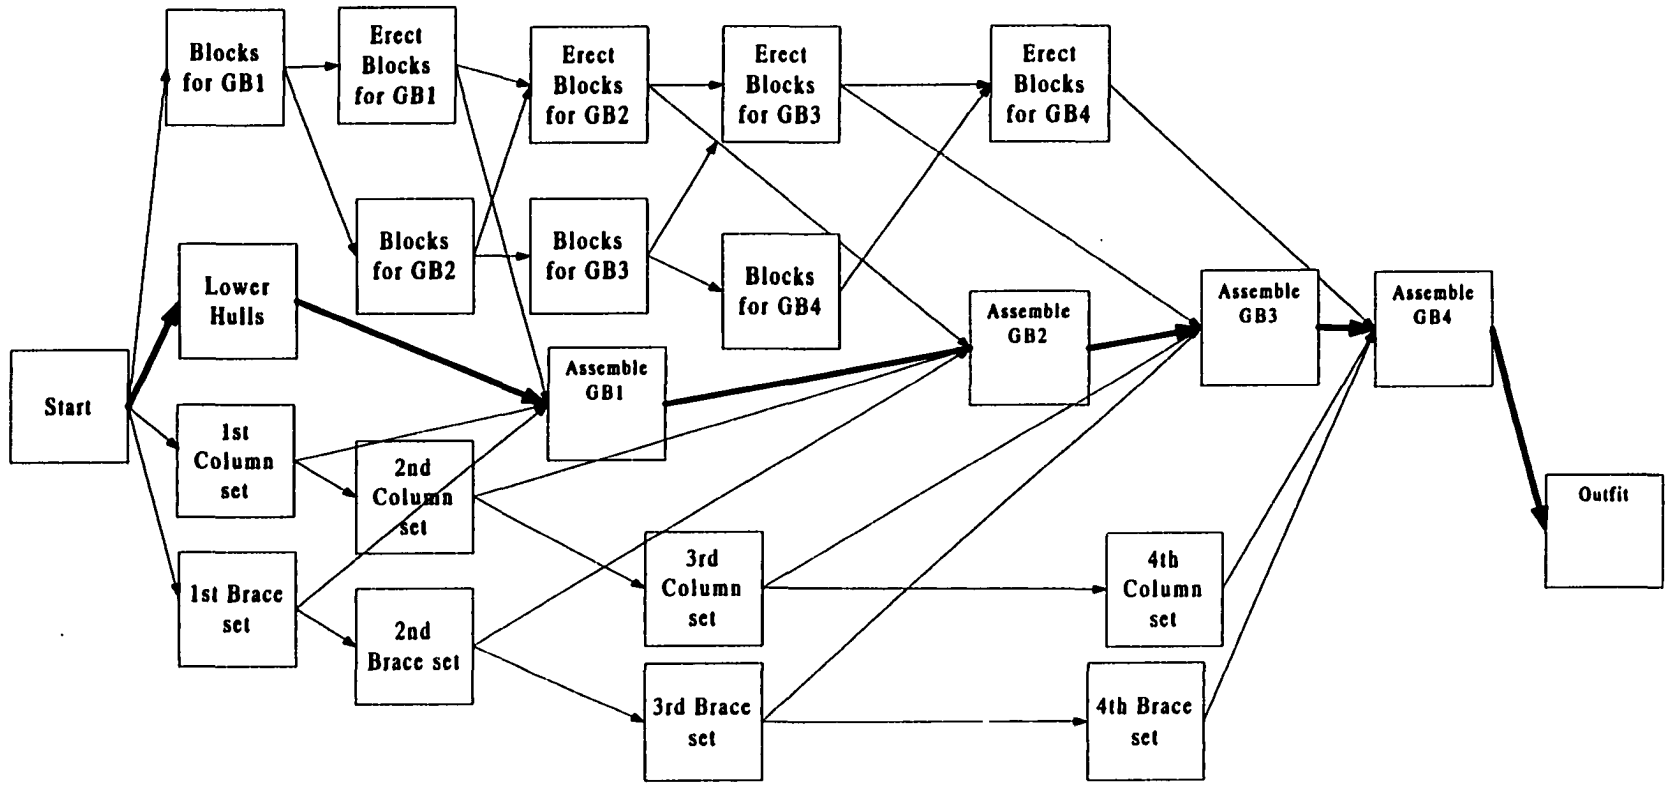 Blocks
for GB1
Erect
Blocks
for GB1
Erect
Blocks
for GB2
Erect
Blocks
for GB3
Erect
Blocks
for GB4
Blocks
for GB2
Blocks
for GB3
Blocks
for GB4
Lower
Hulls
Start
Assemble
GB1
Assemble
GB2
Assemble
GB3
Assemble
GB4
1st
Column
set
2nd
Column
set
3rd
Column
set
4th
Column
set
Outfit
1st Brace
set
2nd
Brace set
3rd Brace
set
4th Brace
set